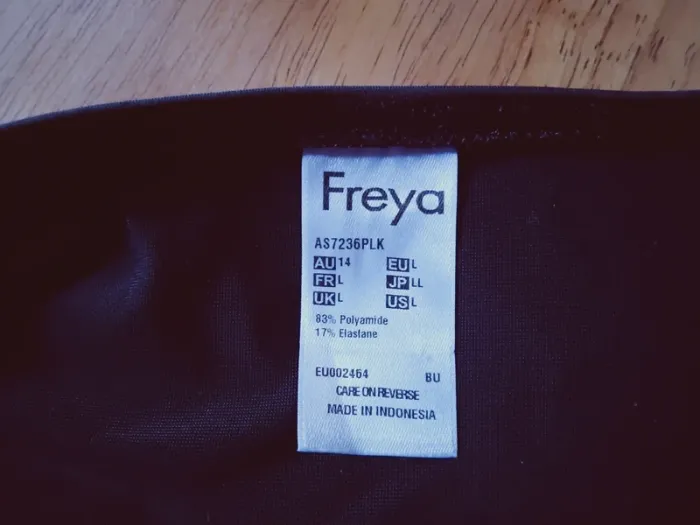 Freya
AS7236PLK
AU 14 EU L
FR L JP LL
UK L US L
83% Polyamide
17% Elastane
EU002464 BU
CARE ON REVERSE
MADE IN INDONESIA